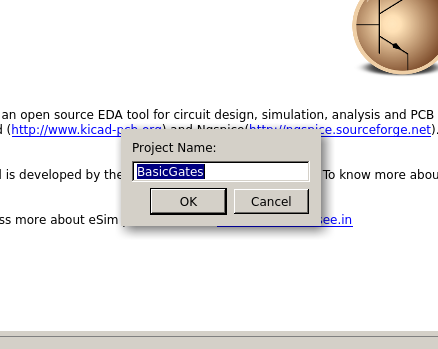 an open source EDA tool for circuit design, simulation, analysis and PCB
(http://www.kicad-pcb.org) and Ngspice(http://ngspice.sourceforge.net).
Project Name:
is developed by the
BasicGates
To know more abou
OK
Cancel
ss more about eSim
ee.in